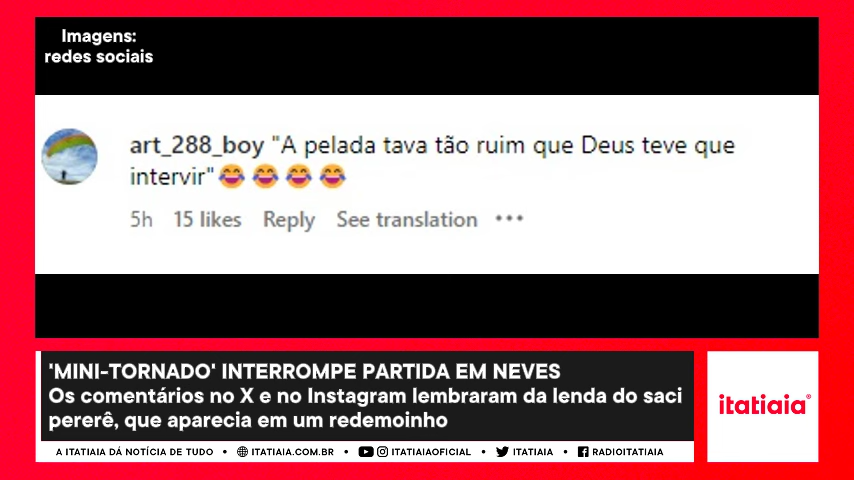 Imagens:
redes sociais
art_288_boy "A pelada tava tão ruim que Deus teve que
intervir"😂 😂 😂 😂
5h 15 likes Reply See translation •••
'MINI-TORNADO' INTERROMPE PARTIDA EM NEVES
Os comentários no X e no Instagram lembraram da lenda do saci
pererê, que aparecia em um redemoinho
itatiaia®
A ITATIAIA DÁ NOTÍCIA DE TUDO • ITATIAIA.COM.BR • ITATIAIAOFICIAL • ITATIAIA • RADIOITATIAIA